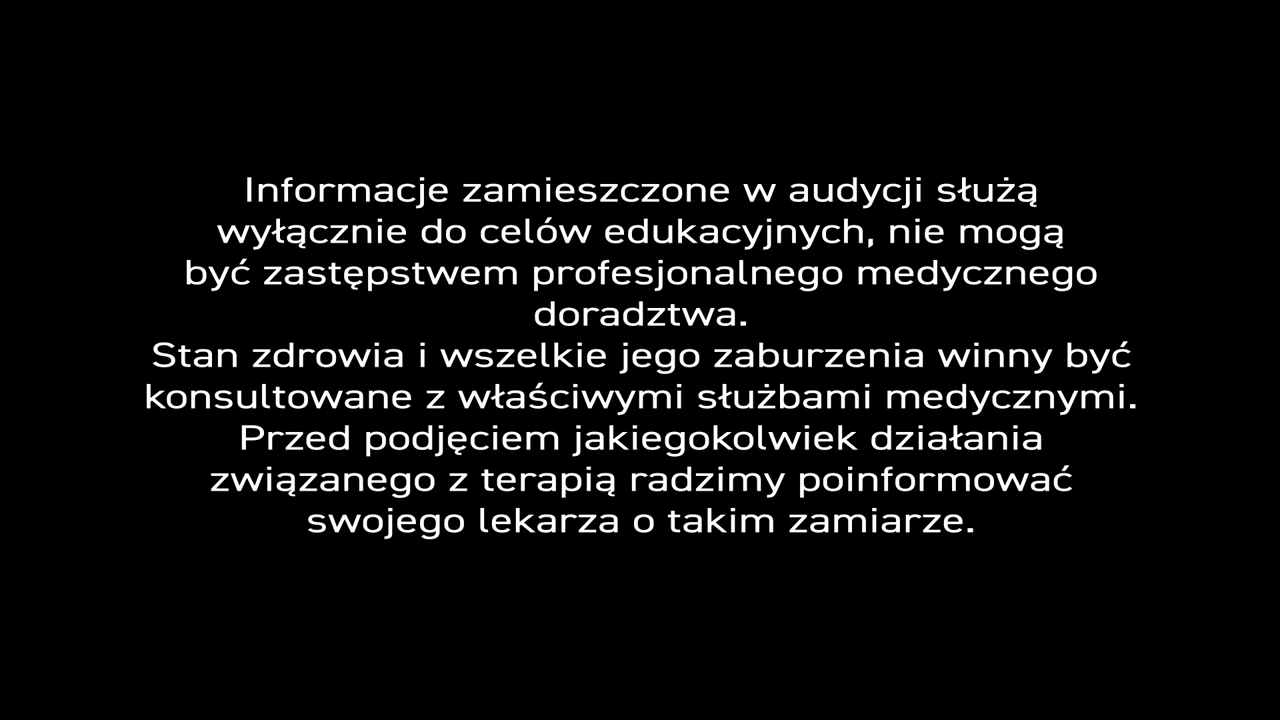 Informacje zamieszczone w audycji służą
wyłącznie do celów edukacyjnych, nie mogą
być zastępstwem profesjonalnego medycznego
doradztwa.
Stan zdrowia i wszelkie jego zaburzenia winny być
konsultowane z właściwymi służbami medycznymi.
Przed podjęciem jakiegokolwiek działania
związanego z terapią radzimy poinformować
swojego lekarza o takim zamiarze.